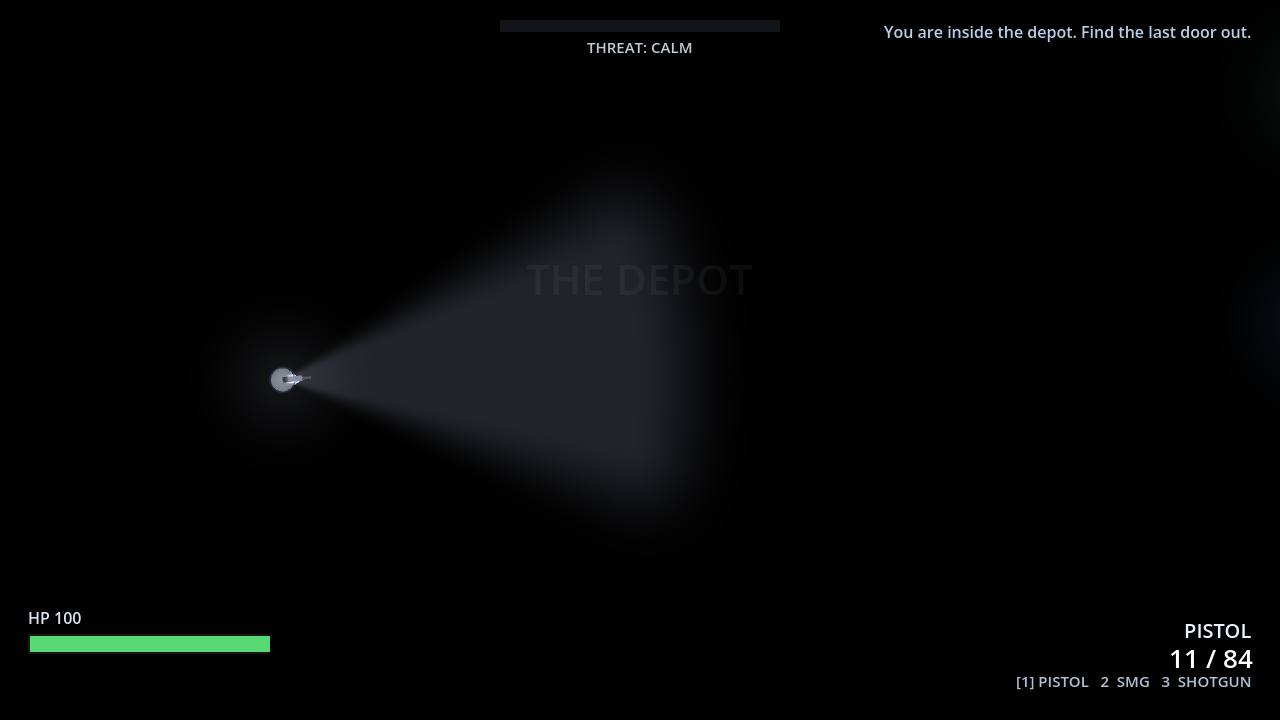 THREAT: CALM
You are inside the depot. Find the last door out.
THE DEPOT
HP 100
PISTOL
11 / 84
[1] PISTOL 2 SMG 3 SHOTGUN